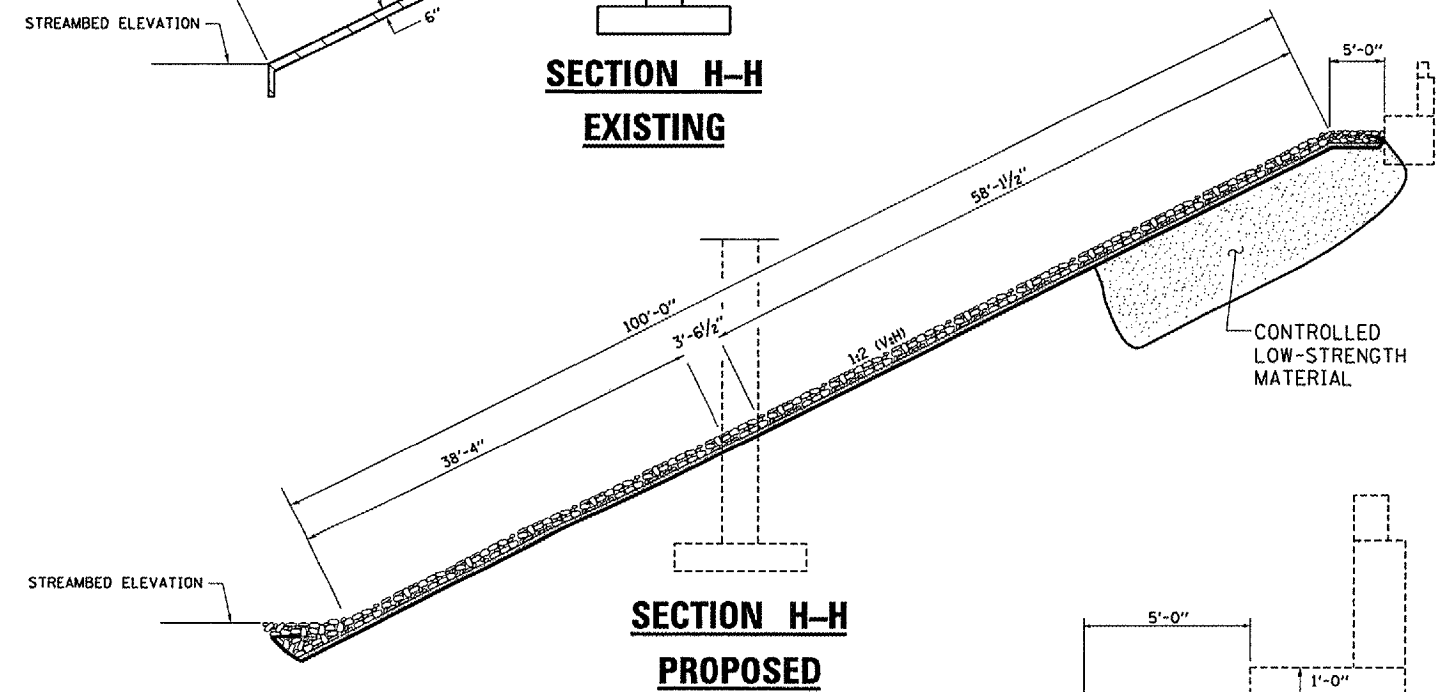 STREAMBED ELEVATION
6"
SECTION H–H
EXISTING
5'-0"
58'-1½"
100'-0"
3'-6½"
1:2 (V:H)
38'-4"
CONTROLLED
LOW-STRENGTH
MATERIAL
STREAMBED ELEVATION
SECTION H–H
PROPOSED
5'-0"
1'-0"